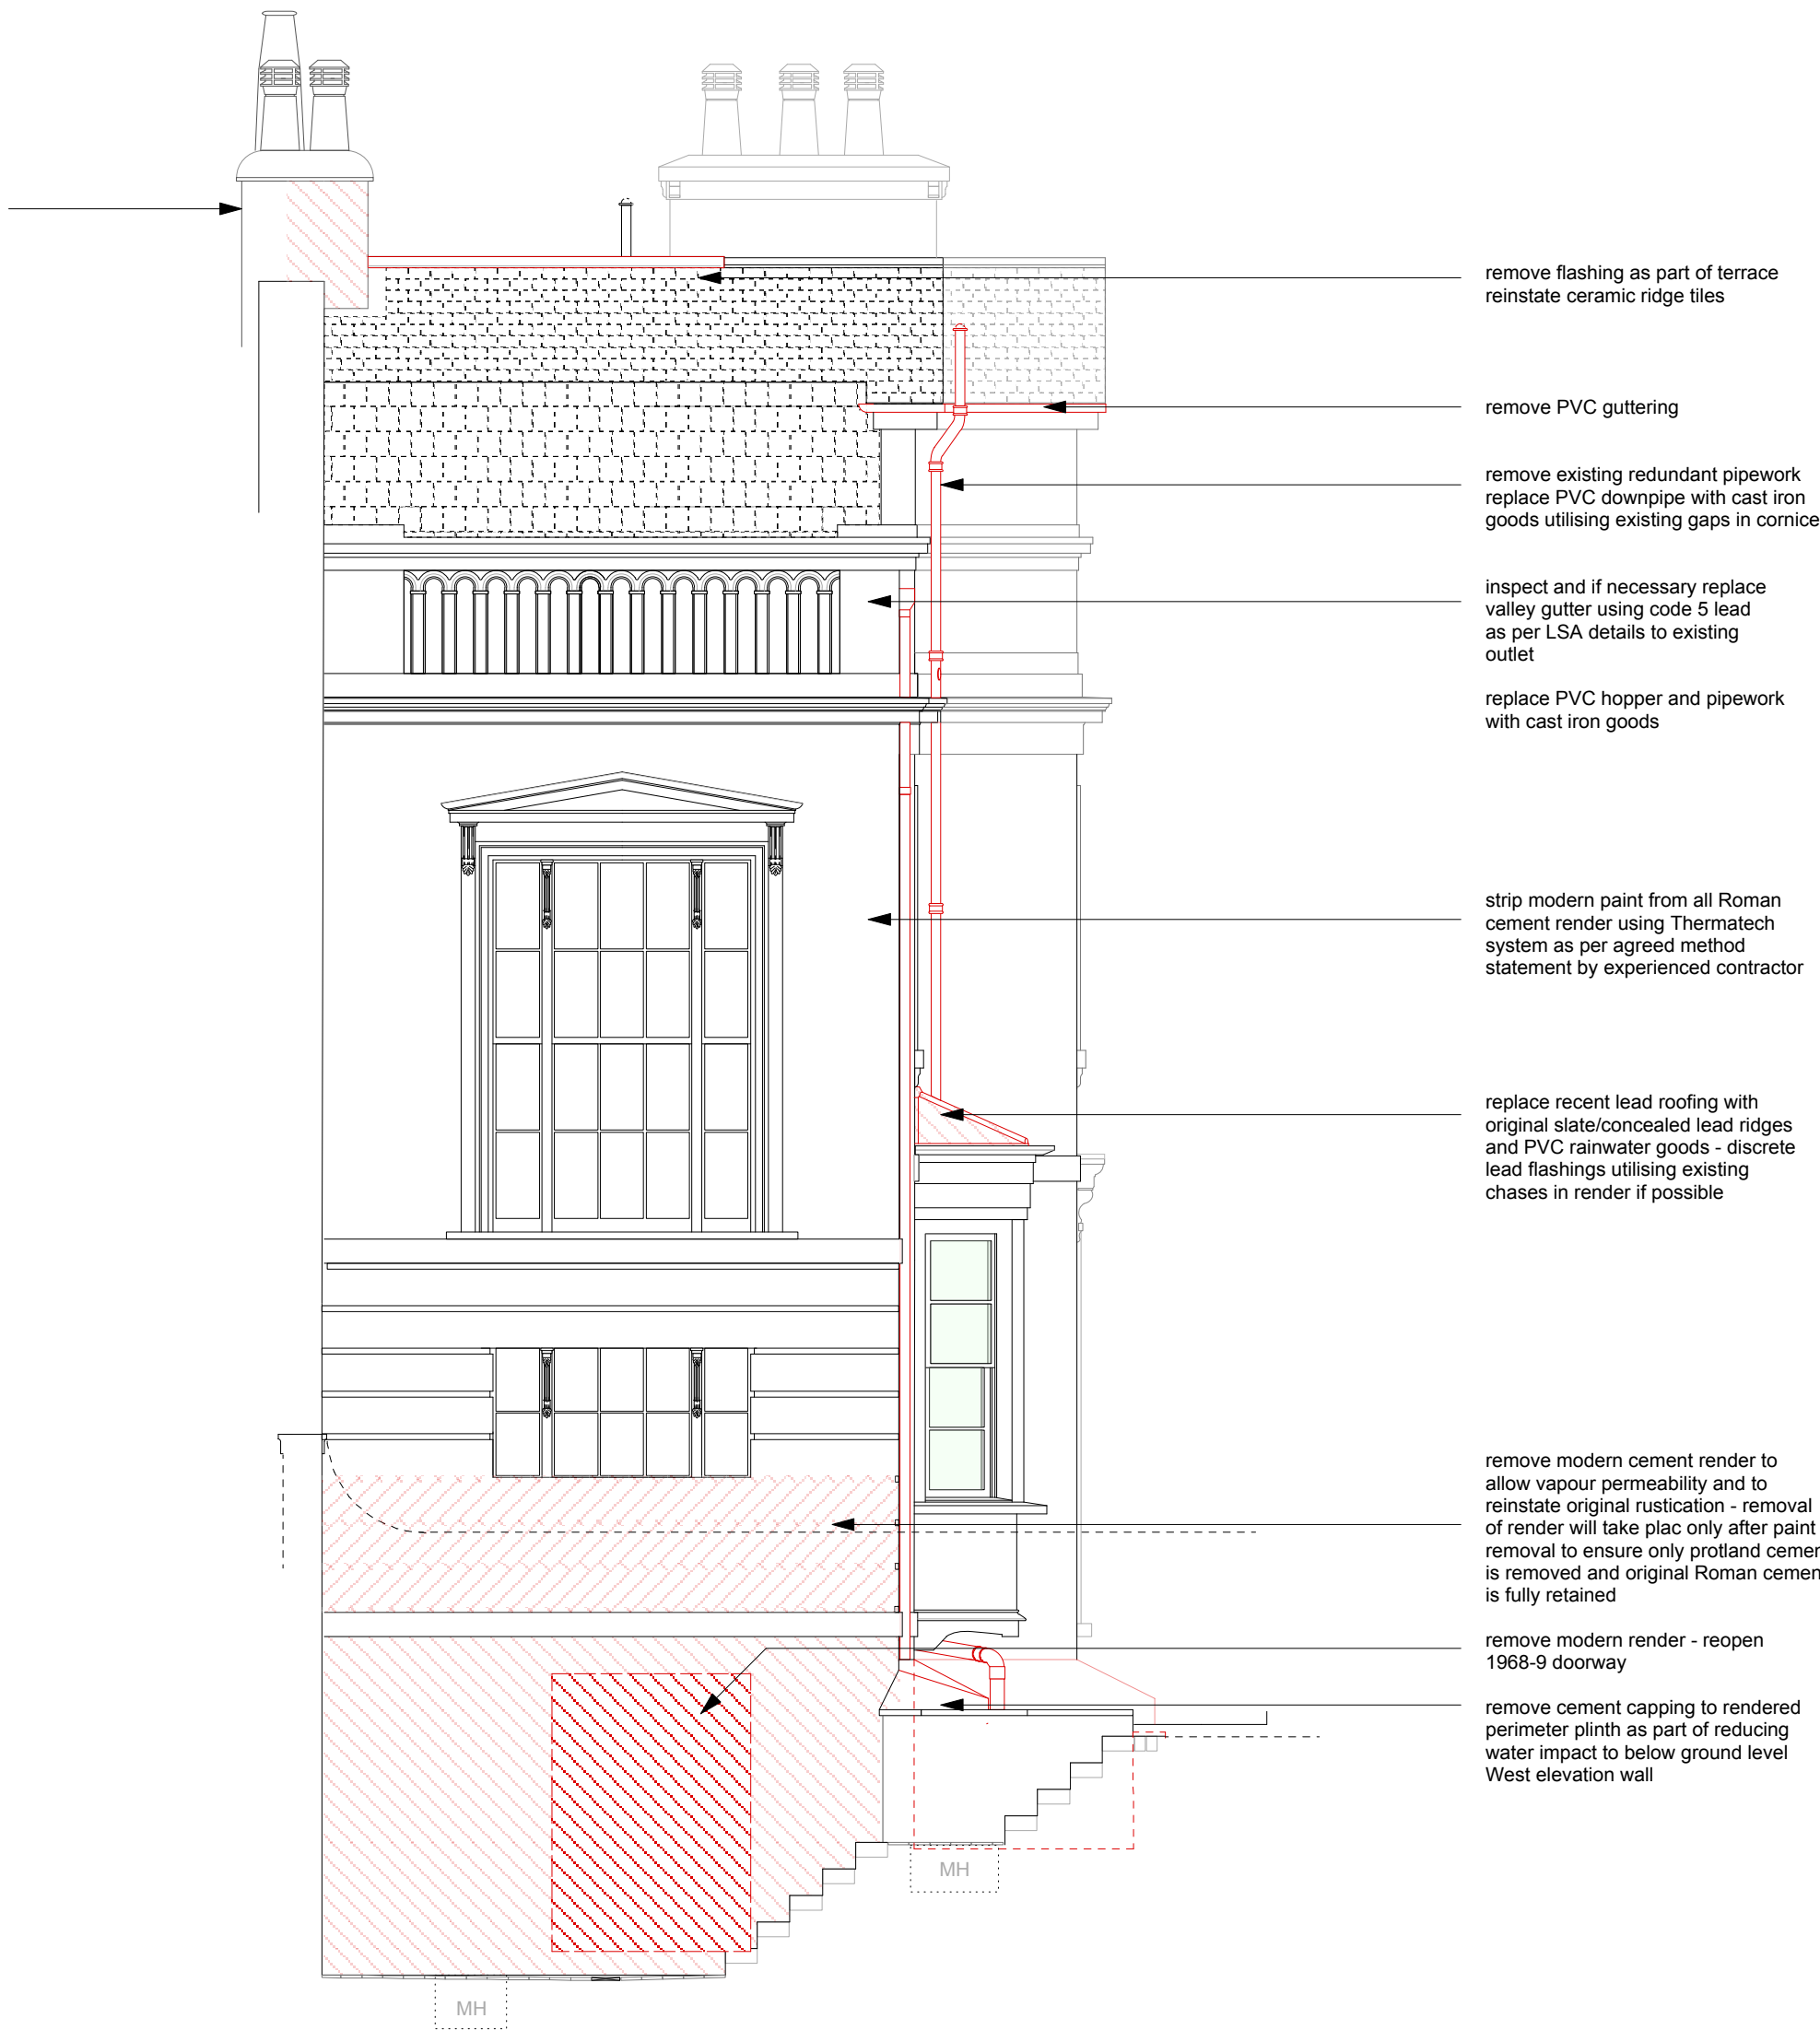 remove flashing as part of terrace
reinstate ceramic ridge tiles
remove PVC guttering
remove existing redundant pipework
replace PVC downpipe with cast iron
goods utilising existing gaps in cornice
inspect and if necessary replace
valley gutter using code 5 lead
as per LSA details to existing
outlet
replace PVC hopper and pipework
with cast iron goods
strip modern paint from all Roman
cement render using Thermatech
system as per agreed method
statement by experienced contractor
replace recent lead roofing with
original slate/concealed lead ridges
and PVC rainwater goods - discrete
lead flashings utilising existing
chases in render if possible
remove modern cement render to
allow vapour permeability and to
reinstate original rustication - removal
of render will take plac only after paint
removal to ensure only protland cemen
is removed and original Roman cemen
is fully retained
remove modern render - reopen
1968-9 doorway
remove cement capping to rendered
perimeter plinth as part of reducing
water impact to below ground level
West elevation wall
MH
MH